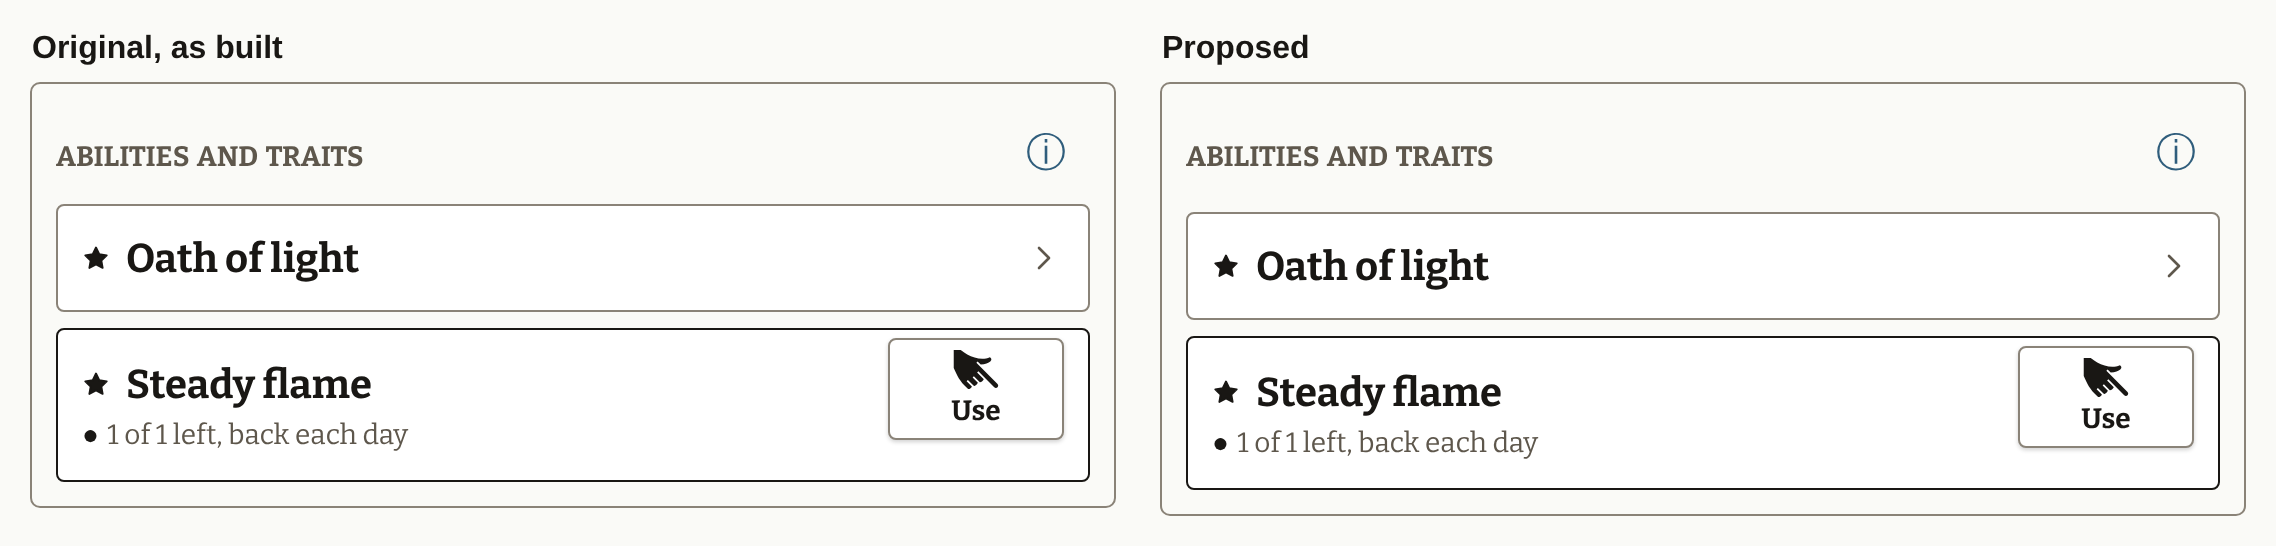 Original, as built
ABILITIES AND TRAITS
Oath of light
Steady flame
Use
1 of 1 left, back each day
Proposed
ABILITIES AND TRAITS
Oath of light
Steady flame
Use
1 of 1 left, back each day